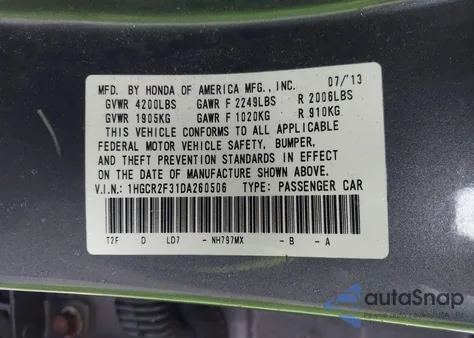 MFD. BY HONDA OF AMERICA MFG., INC. 07/'13
GVWR 4200LBS GAWR F 2249LBS R 2006LBS
GVWR 1905KG GAWR F 1020KG R 910KG
THIS VEHICLE CONFORMS TO ALL APPLICABLE
FEDERAL MOTOR VEHICLE SAFETY, BUMPER,
AND THEFT PREVENTION STANDARDS IN EFFECT
ON THE DATE OF MANUFACTURE SHOWN ABOVE.
V.I.N.: 1HGCR2F31DA260506 TYPE: PASSENGER CAR
T2F D LD7 - NH797MX - B - A
autoSnap